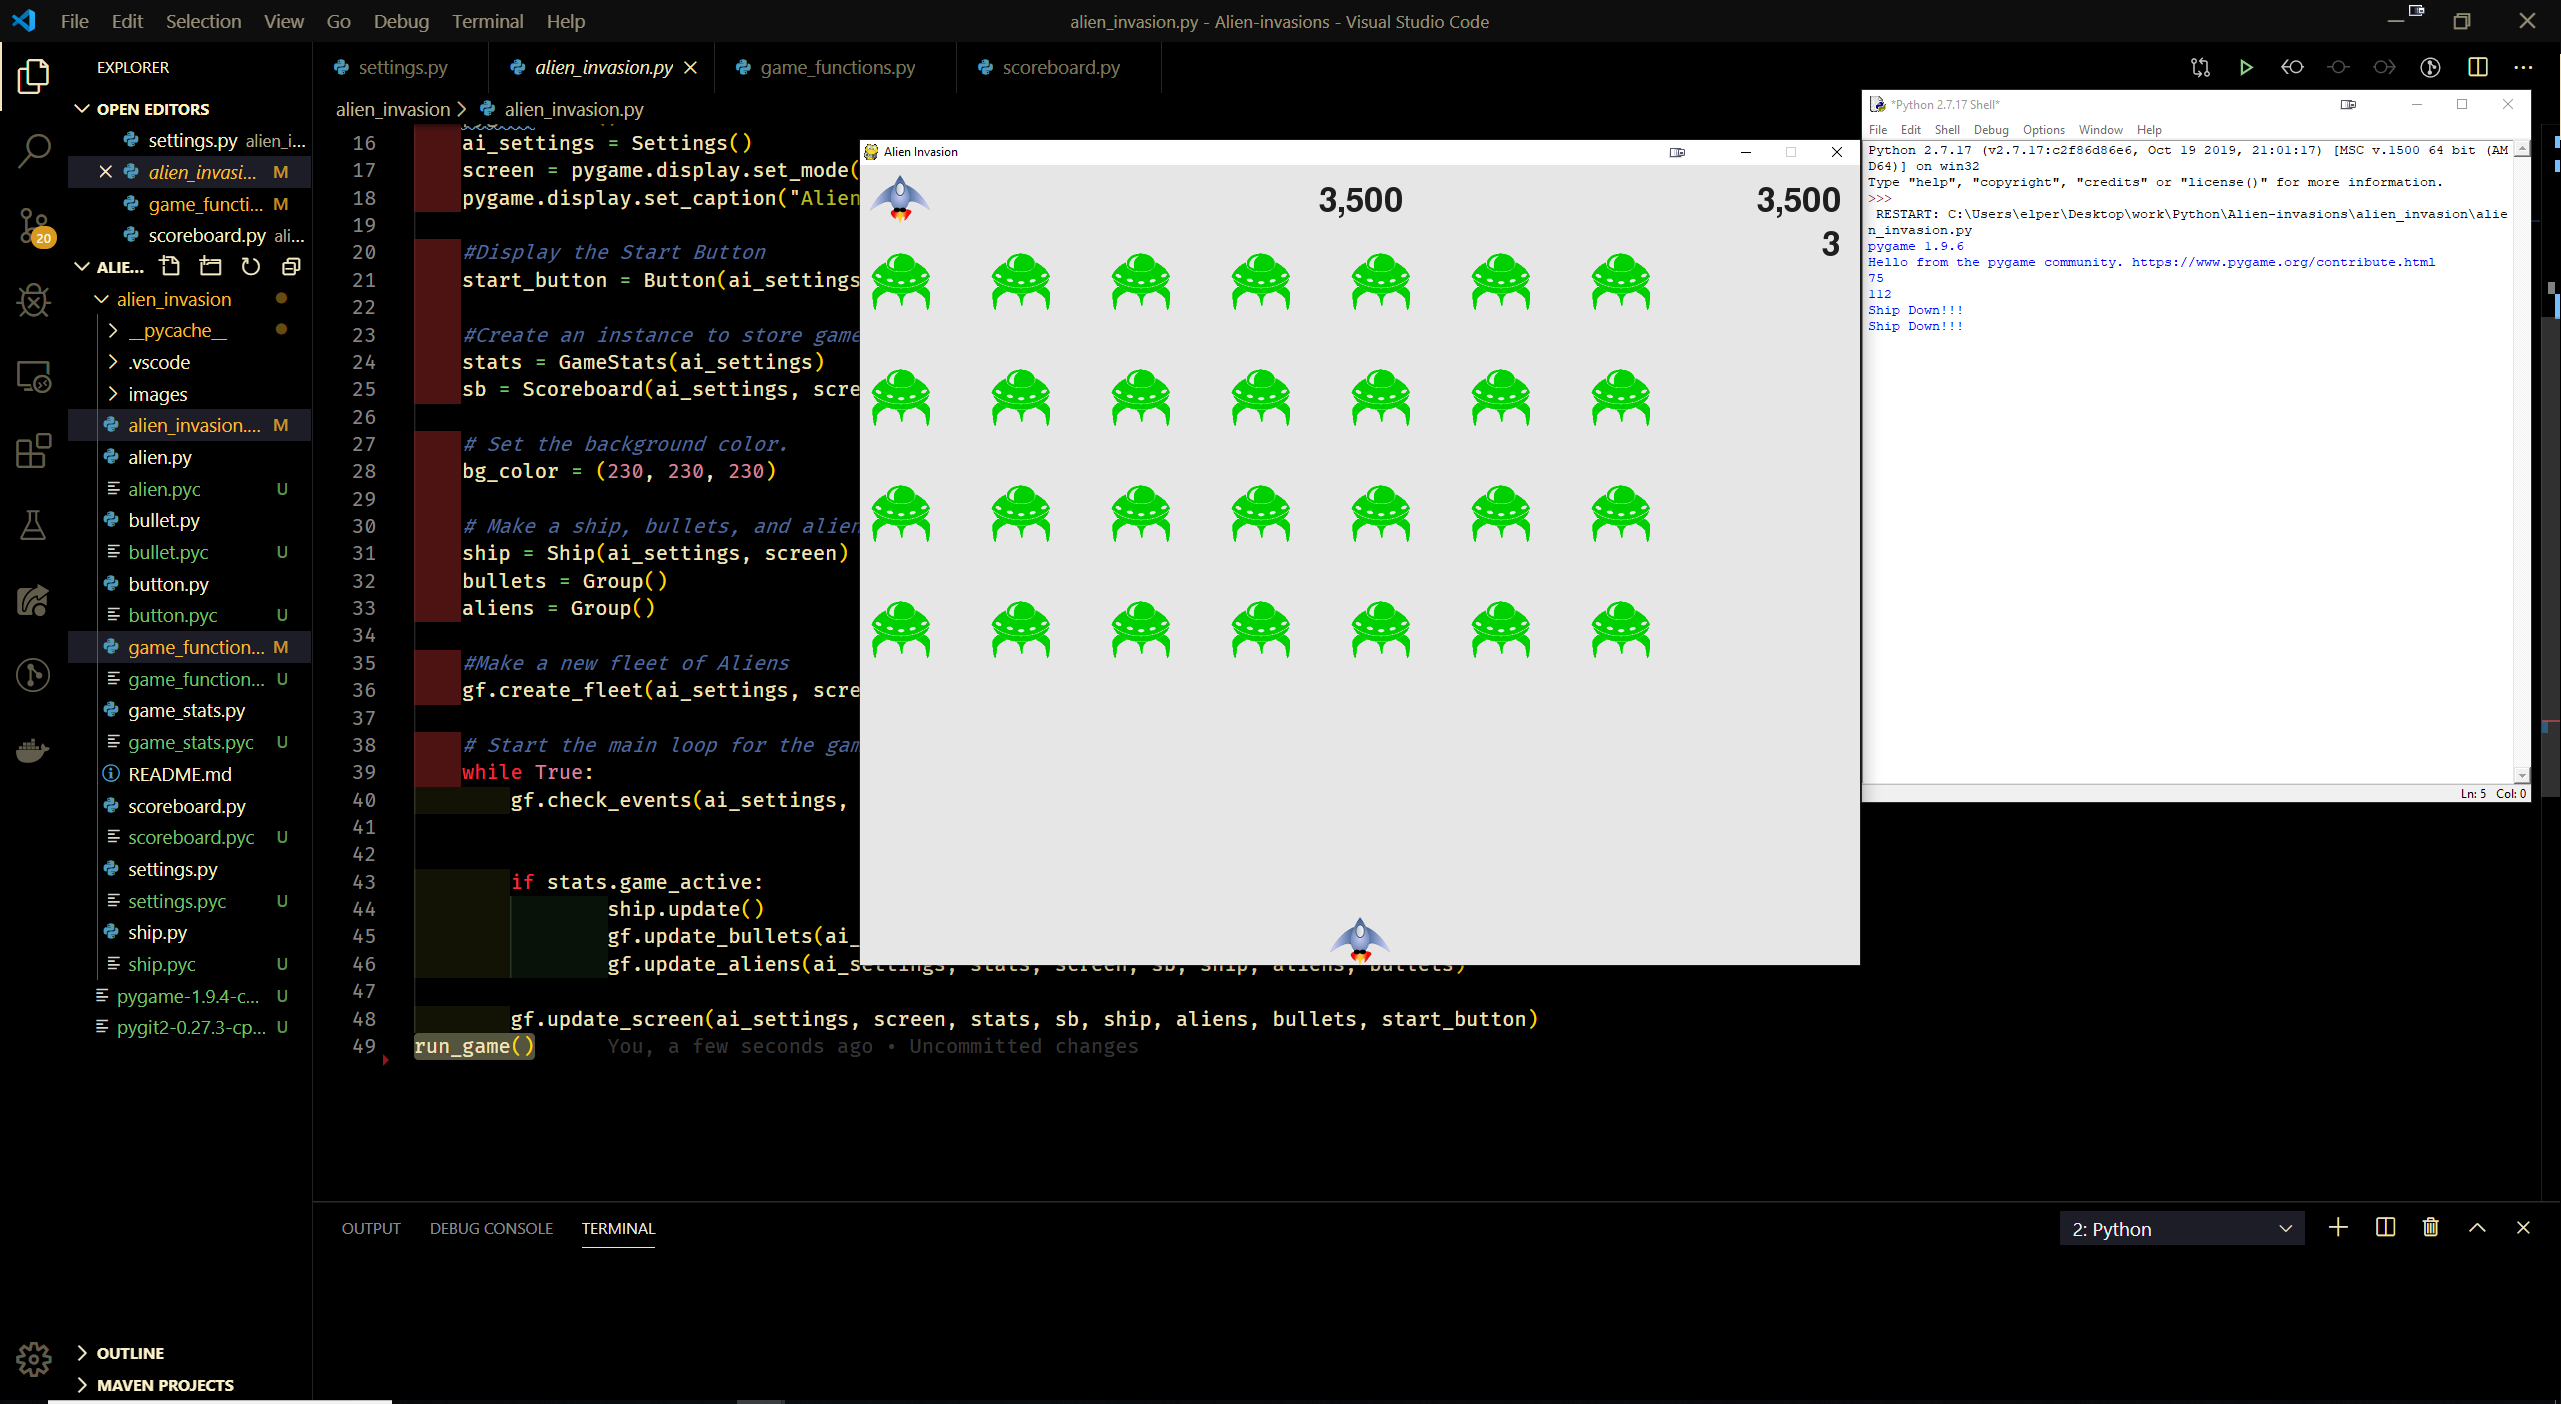 File Edit Selection View Go Debug Terminal Help
alien_invasion.py - Alien-invasions - Visual Studio Code
EXPLORER
OPEN EDITORS
settings.py alien_i...
alien_invasi... M
game_functi... M
scoreboard.py ali...
ALIE...
alien_invasion
__pycache__
.vscode
images
alien_invasion.... M
alien.py
alien.pyc U
bullet.py
bullet.pyc U
button.py
button.pyc U
game_function... M
game_function... U
game_stats.py
game_stats.pyc U
README.md
scoreboard.py
scoreboard.pyc U
settings.py
settings.pyc U
ship.py
ship.pyc U
pygame-1.9.4-c... U
pygit2-0.27.3-cp... U
OUTLINE
MAVEN PROJECTS
20
settings.py alien_invasion.py game_functions.py scoreboard.py
alien_invasion > alien_invasion.py
16 ai_settings = Settings()
17 screen = pygame.display.set_mode(
18 pygame.display.set_caption("Alien
19
20 #Display the Start Button
21 start_button = Button(ai_settings
22
23 #Create an instance to store game
24 stats = GameStats(ai_settings)
25 sb = Scoreboard(ai_settings, scre
26
27 # Set the background color.
28 bg_color = (230, 230, 230)
29
30 # Make a ship, bullets, and alien
31 ship = Ship(ai_settings, screen)
32 bullets = Group()
33 aliens = Group()
34
35 #Make a new fleet of Aliens
36 gf.create_fleet(ai_settings, scre
37
38 # Start the main loop for the gam
39 while True:
40 gf.check_events(ai_settings,
41
42
43 if stats.game_active:
44 ship.update()
45 gf.update_bullets(ai_
46 gf.update_aliens(ai_settings, stats, screen, sb, ship, aliens, bullets)
47
48 gf.update_screen(ai_settings, screen, stats, sb, ship, aliens, bullets, start_button)
49 run_game() You, a few seconds ago • Uncommitted changes
Alien Invasion
3,500
3,500
3
*Python 2.7.17 Shell*
File Edit Shell Debug Options Window Help
Python 2.7.17 (v2.7.17:c2f86d86e6, Oct 19 2019, 21:01:17) [MSC v.1500 64 bit (AM
D64)] on win32
Type "help", "copyright", "credits" or "license()" for more information.
>>>
RESTART: C:\Users\elper\Desktop\work\Python\Alien-invasions\alien_invasion\alie
n_invasion.py
pygame 1.9.6
Hello from the pygame community. https://www.pygame.org/contribute.html
75
112
Ship Down!!!
Ship Down!!!
Ln: 5 Col: 0
OUTPUT DEBUG CONSOLE TERMINAL
2: Python